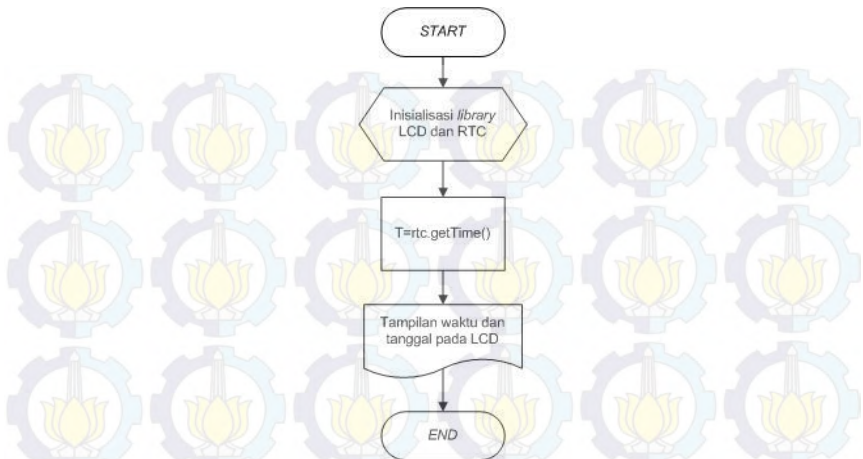 START
Inisialisasi library
LCD dan RTC
T=rtc.getTime()
Tampilan waktu dan
tanggal pada LCD
END